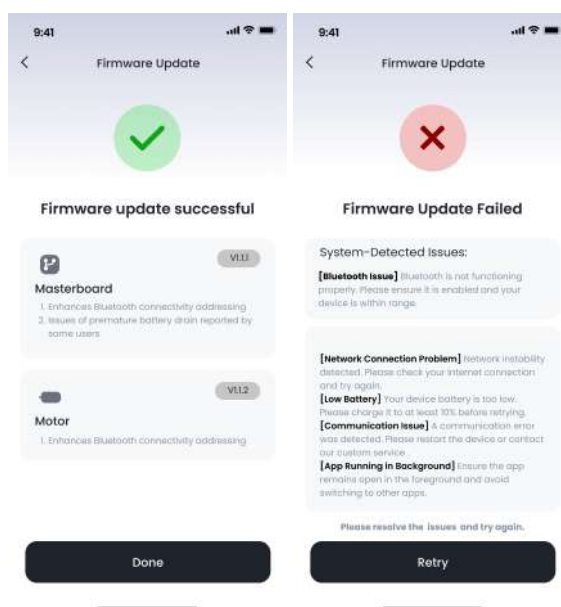 9:41
Firmware Update
Firmware update successful
V1.1.1
Masterboard
1. Enhances Bluetooth connectivity addressing
2. Issues of premature battery drain reported by
some users
V1.1.2
Motor
1. Enhances Bluetooth connectivity addressing
Done
9:41
Firmware Update
Firmware Update Failed
System-Detected Issues:
[Bluetooth Issue] Bluetooth is not functioning
properly. Please ensure it is enabled and your
device is within range.
[Network Connection Problem] Network instability
detected. Please check your internet connection
and try again.
[Low Battery] Your device battery is too low.
Please charge it to at least 10% before retrying.
[Communication Issue] A communication error
was detected. Please restart the device or contact
our custom service.
[App Running in Background] Ensure the app
remains open in the foreground and avoid
switching to other apps.
Please resolve the issues and try again.
Retry